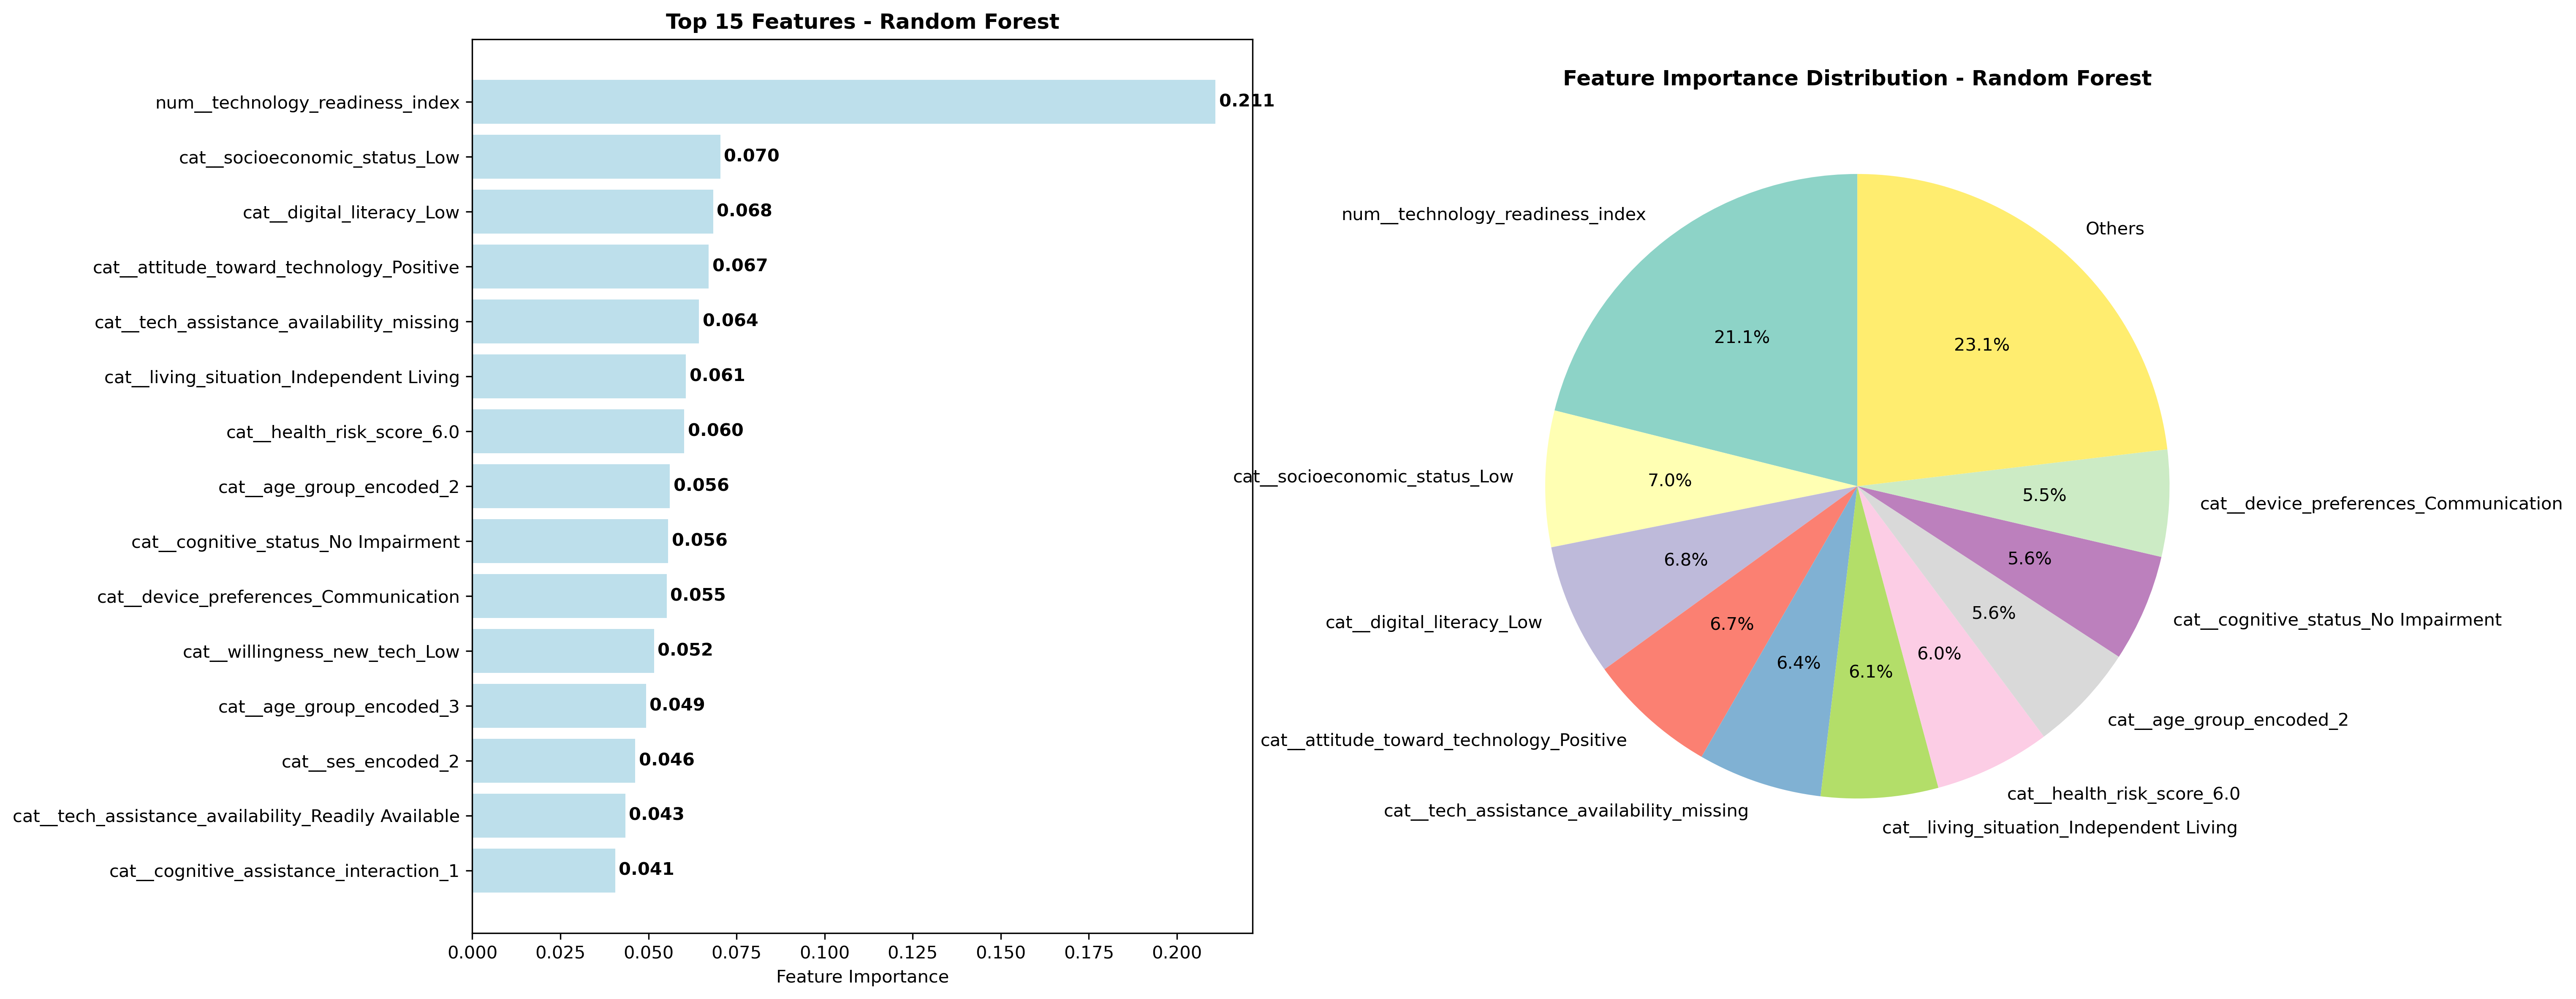 Top 15 Features - Random Forest
num__technology_readiness_index
0.211
cat__socioeconomic_status_Low
0.070
cat__digital_literacy_Low
0.068
cat__attitude_toward_technology_Positive
0.067
cat__tech_assistance_availability_missing
0.064
cat__living_situation_Independent Living
0.061
cat__health_risk_score_6.0
0.060
cat__age_group_encoded_2
0.056
cat__cognitive_status_No Impairment
0.056
cat__device_preferences_Communication
0.055
cat__willingness_new_tech_Low
0.052
cat__age_group_encoded_3
0.049
cat__ses_encoded_2
0.046
cat__tech_assistance_availability_Readily Available
0.043
cat__cognitive_assistance_interaction_1
0.041
0.000 0.025 0.050 0.075 0.100 0.125 0.150 0.175 0.200
Feature Importance
Feature Importance Distribution - Random Forest
num__technology_readiness_index
21.1%
cat__socioeconomic_status_Low
7.0%
cat__digital_literacy_Low
6.8%
cat__attitude_toward_technology_Positive
6.7%
cat__tech_assistance_availability_missing
6.4%
cat__living_situation_Independent Living
6.1%
cat__health_risk_score_6.0
6.0%
cat__age_group_encoded_2
5.6%
cat__cognitive_status_No Impairment
5.6%
cat__device_preferences_Communication
5.5%
Others
23.1%